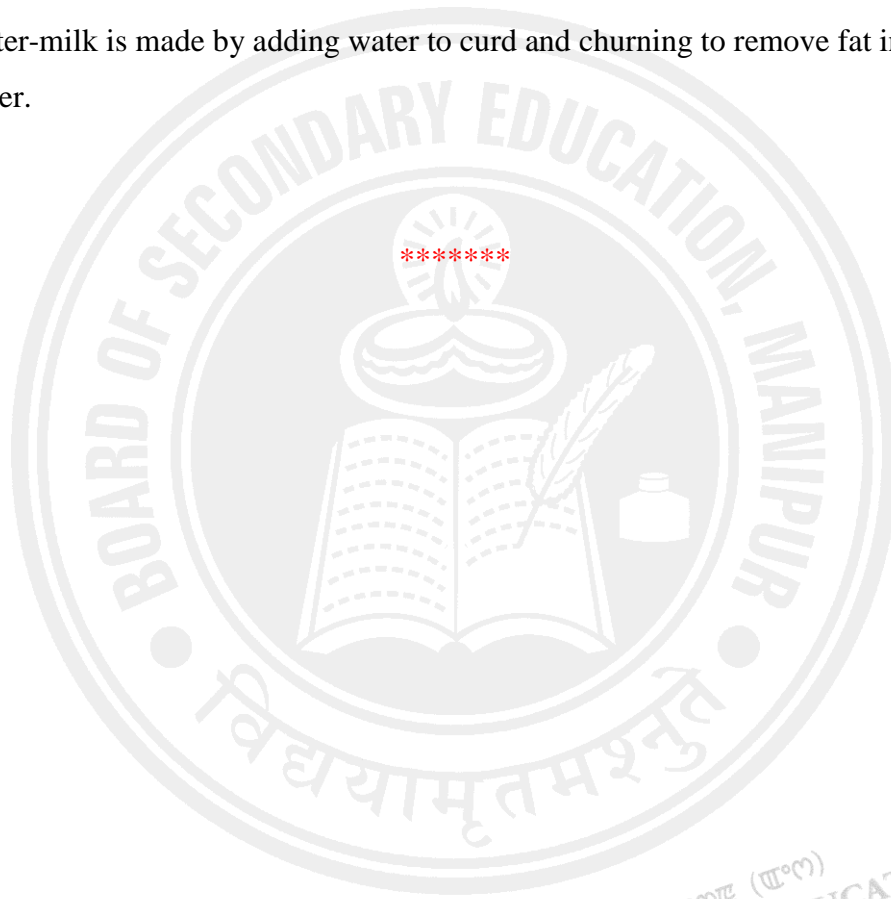 ter-milk is made by adding water to curd and churning to remove fat i
er.
*******
BOARD OF SECONDARY EDUCATION, MANIPUR
विद्ययामृतमश्नुते